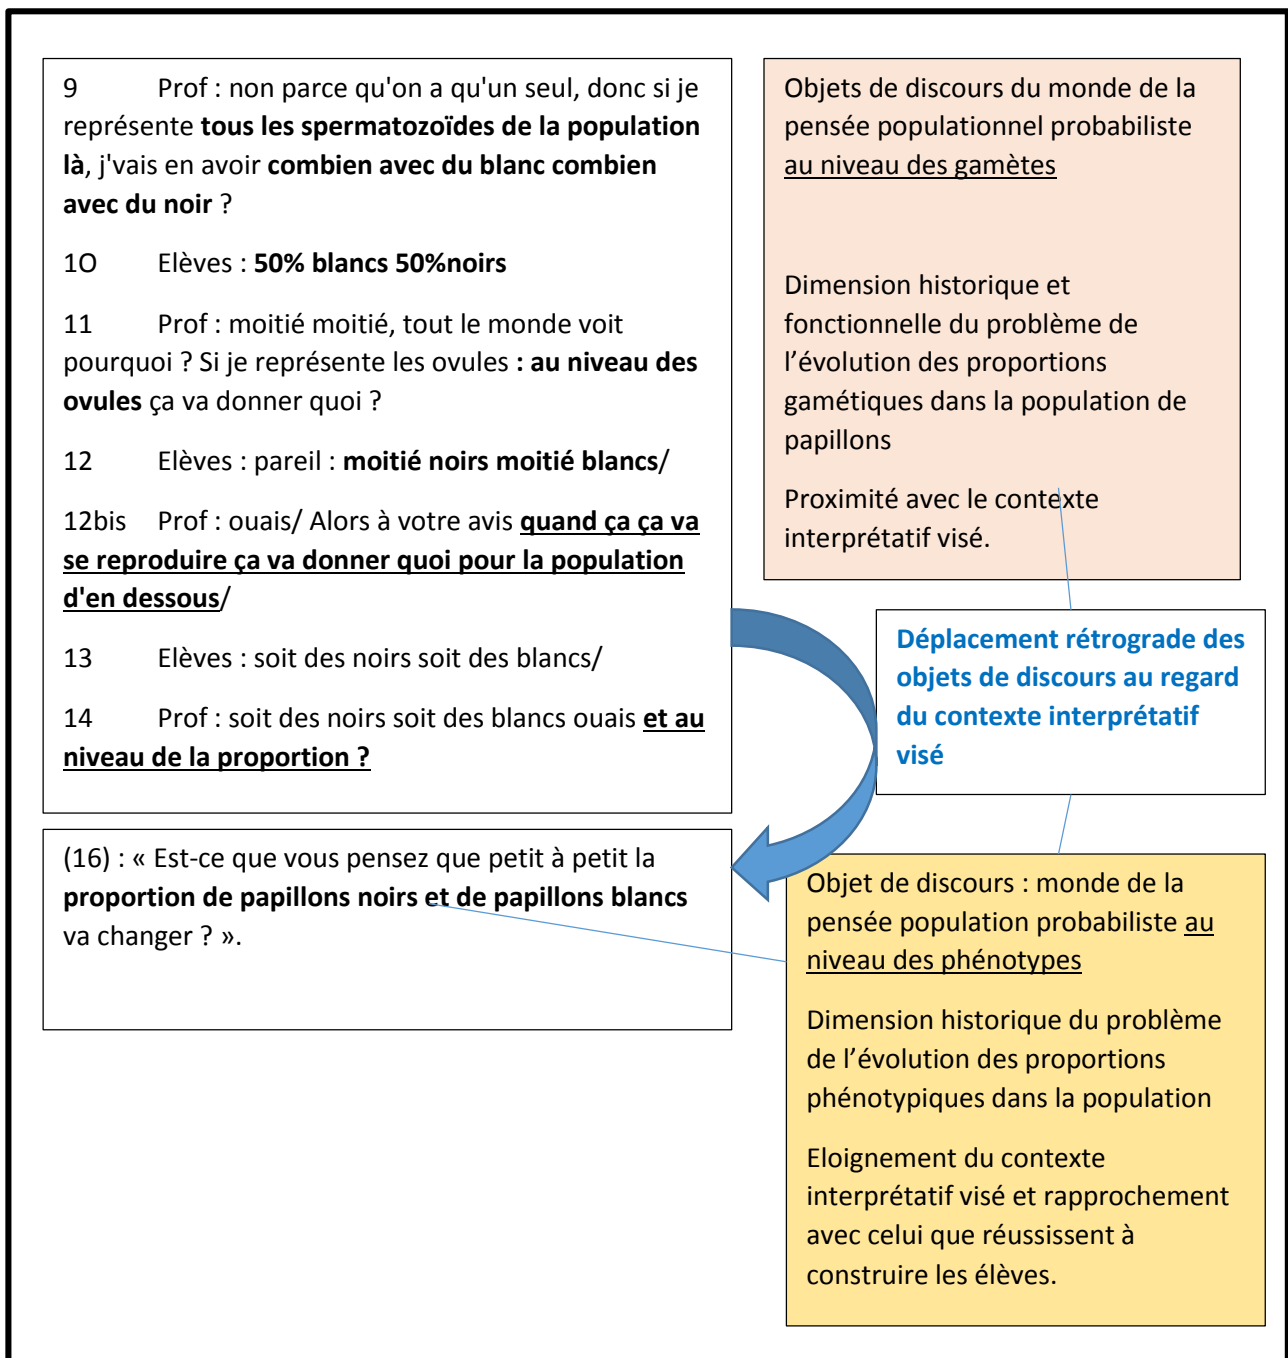 9 Prof : non parce qu'on a qu'un seul, donc si je
représente tous les spermatozoïdes de la population
là, j'vais en avoir combien avec du blanc combien
avec du noir ?
1O Elèves : 50% blancs 50%noirs
11 Prof : moitié moitié, tout le monde voit
pourquoi ? Si je représente les ovules : au niveau des
ovules ça va donner quoi ?
12 Elèves : pareil : moitié noirs moitié blancs/
12bis Prof : ouais/ Alors à votre avis quand ça ça va
se reproduire ça va donner quoi pour la population
d'en dessous/
13 Elèves : soit des noirs soit des blancs/
14 Prof : soit des noirs soit des blancs ouais et au
niveau de la proportion ?
Objets de discours du monde de la
pensée populationnel probabiliste
au niveau des gamètes
Dimension historique et
fonctionnelle du problème de
l’évolution des proportions
gamétiques dans la population de
papillons
Proximité avec le contexte
interprétatif visé.
Déplacement rétrograde des
objets de discours au regard
du contexte interprétatif
visé
(16) : « Est-ce que vous pensez que petit à petit la
proportion de papillons noirs et de papillons blancs
va changer ? ».
Objet de discours : monde de la
pensée population probabiliste au
niveau des phénotypes
Dimension historique du problème
de l’évolution des proportions
phénotypiques dans la population
Eloignement du contexte
interprétatif visé et rapprochement
avec celui que réussissent à
construire les élèves.